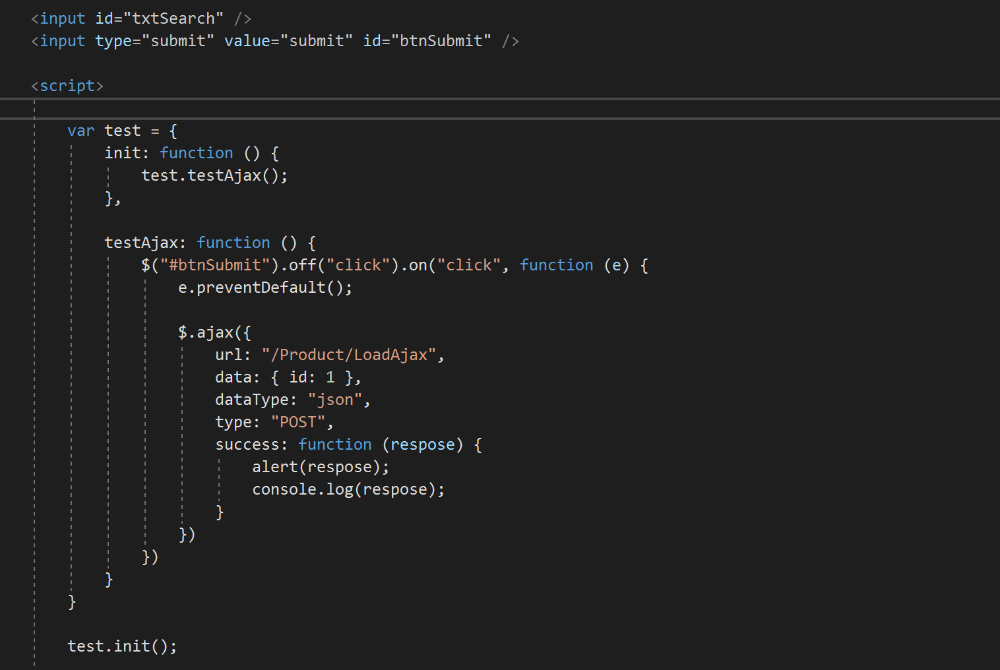 <input id="txtSearch" />
<input type="submit" value="submit" id="btnSubmit" />
<script>
var test = {
init: function () {
test.testAjax();
},
testAjax: function () {
$("#btnSubmit").off("click").on("click", function (e) {
e.preventDefault();
$.ajax({
url: "/Product/LoadAjax",
data: { id: 1 },
dataType: "json",
type: "POST",
success: function (respose) {
alert(respose);
console.log(respose);
}
})
})
}
}
test.init();